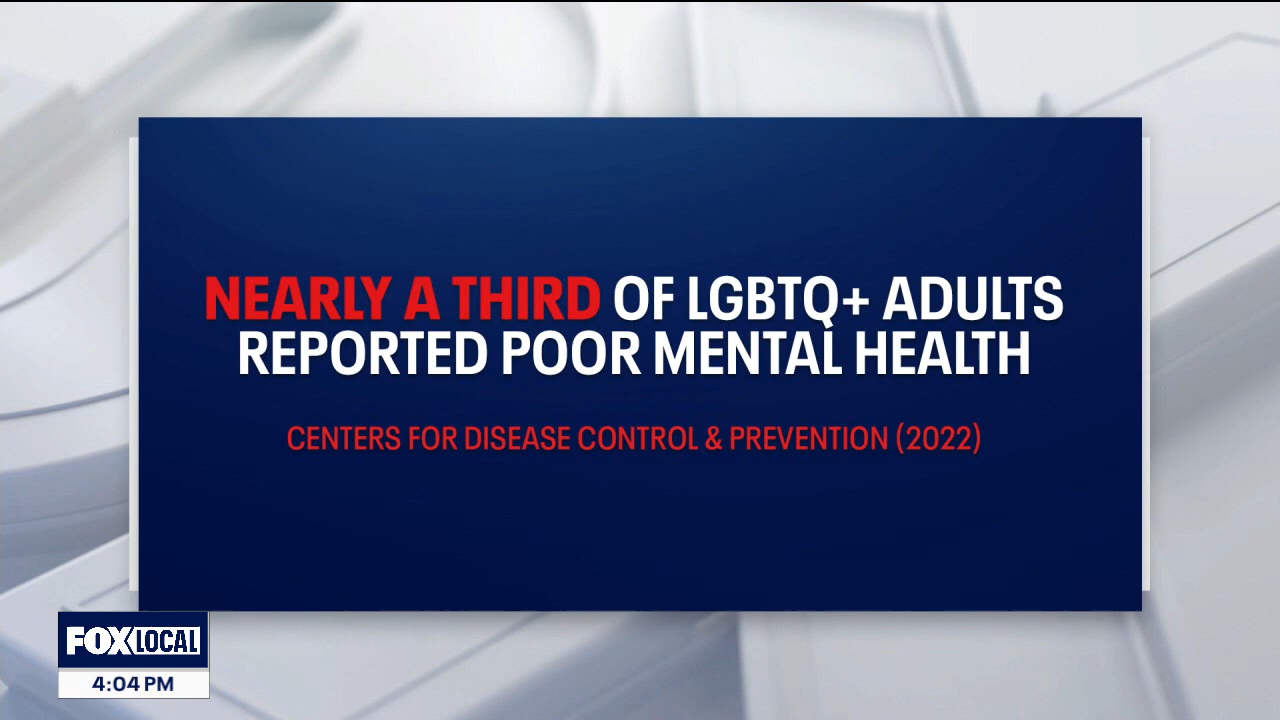 NEARLY A THIRD OF LGBTQ+ ADULTS
REPORTED POOR MENTAL HEALTH
CENTERS FOR DISEASE CONTROL & PREVENTION (2022)
FOX LOCAL
4:04 PM